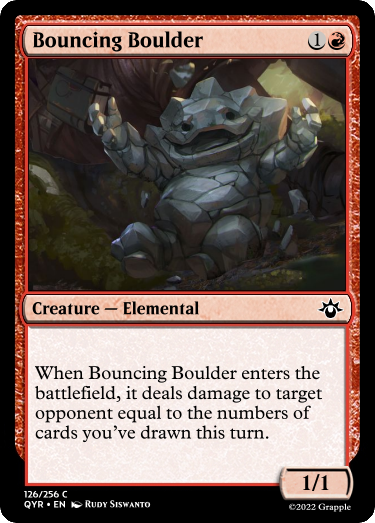 Bouncing Boulder 1
Creature — Elemental
When Bouncing Boulder enters the
battlefield, it deals damage to target
opponent equal to the numbers of
cards you've drawn this turn.
1/1
126/256 C
QYR • EN Rudy Siswanto
©2022 Grapple